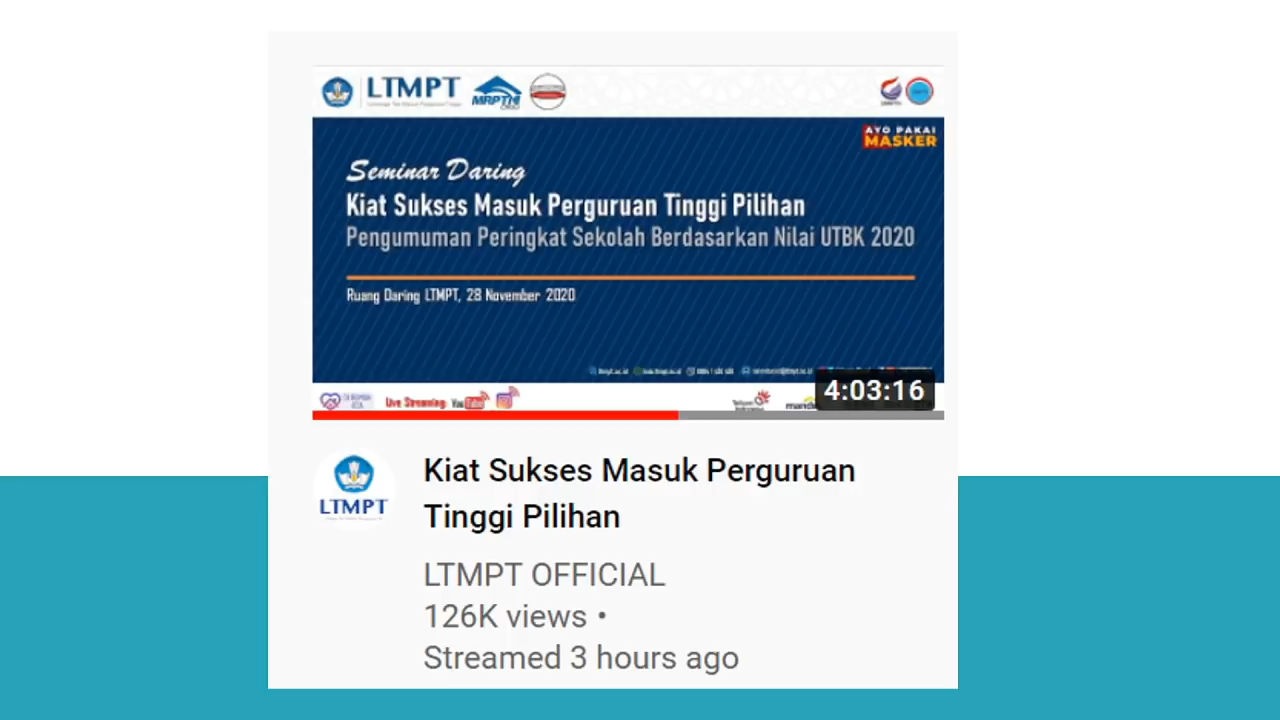 LTMPT
AYO PAKAI
MASKER
Seminar Daring
Kiat Sukses Masuk Perguruan Tinggi Pilihan
Pengumuman Peringkat Sekolah Berdasarkan Nilai UTBK 2020
Ruang Daring LTMPT, 28 November 2020
Live Streaming
4:03:16
LTMPT
Kiat Sukses Masuk Perguruan
Tinggi Pilihan
LTMPT OFFICIAL
126K views •
Streamed 3 hours ago